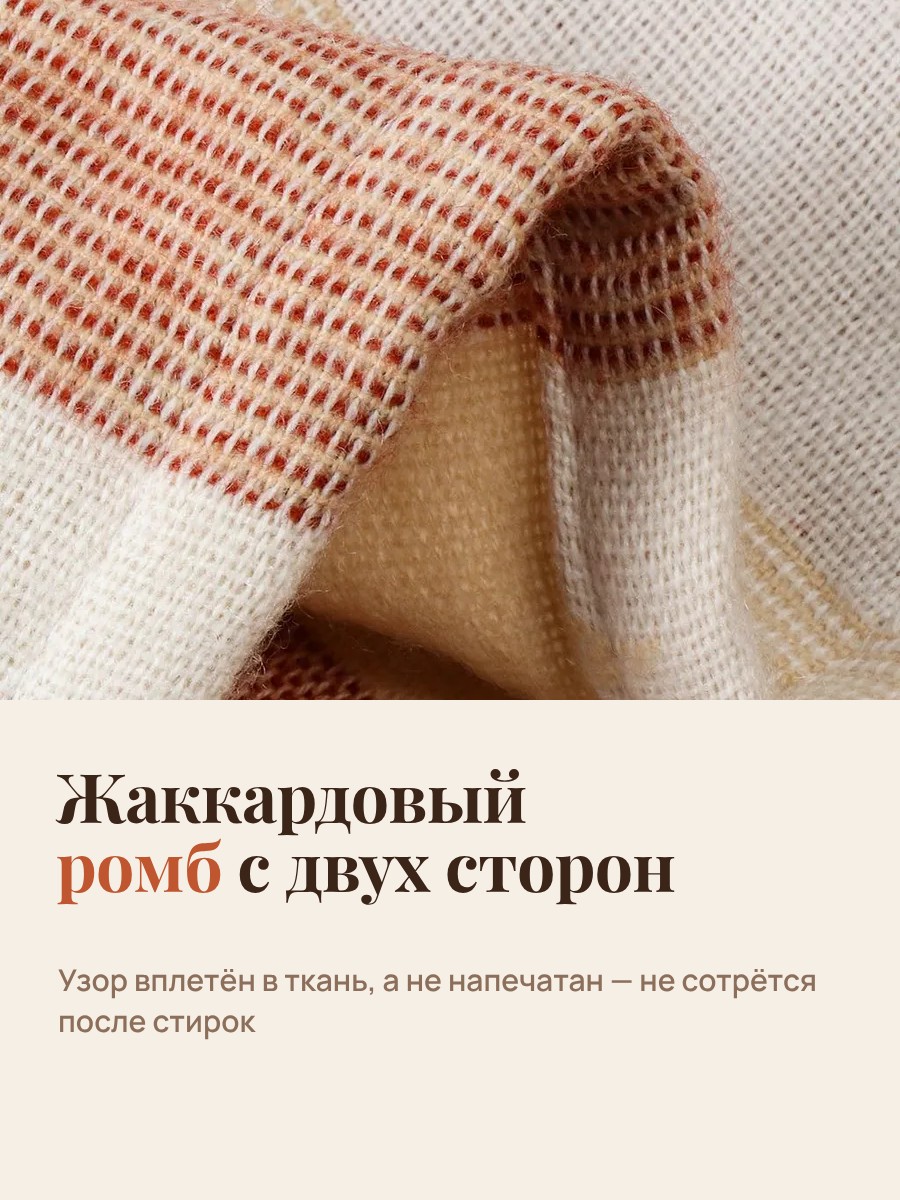 Жаккардовый
ромб с двух сторон
Узор вплетён в ткань, а не напечатан — не сотрётся
после стирок